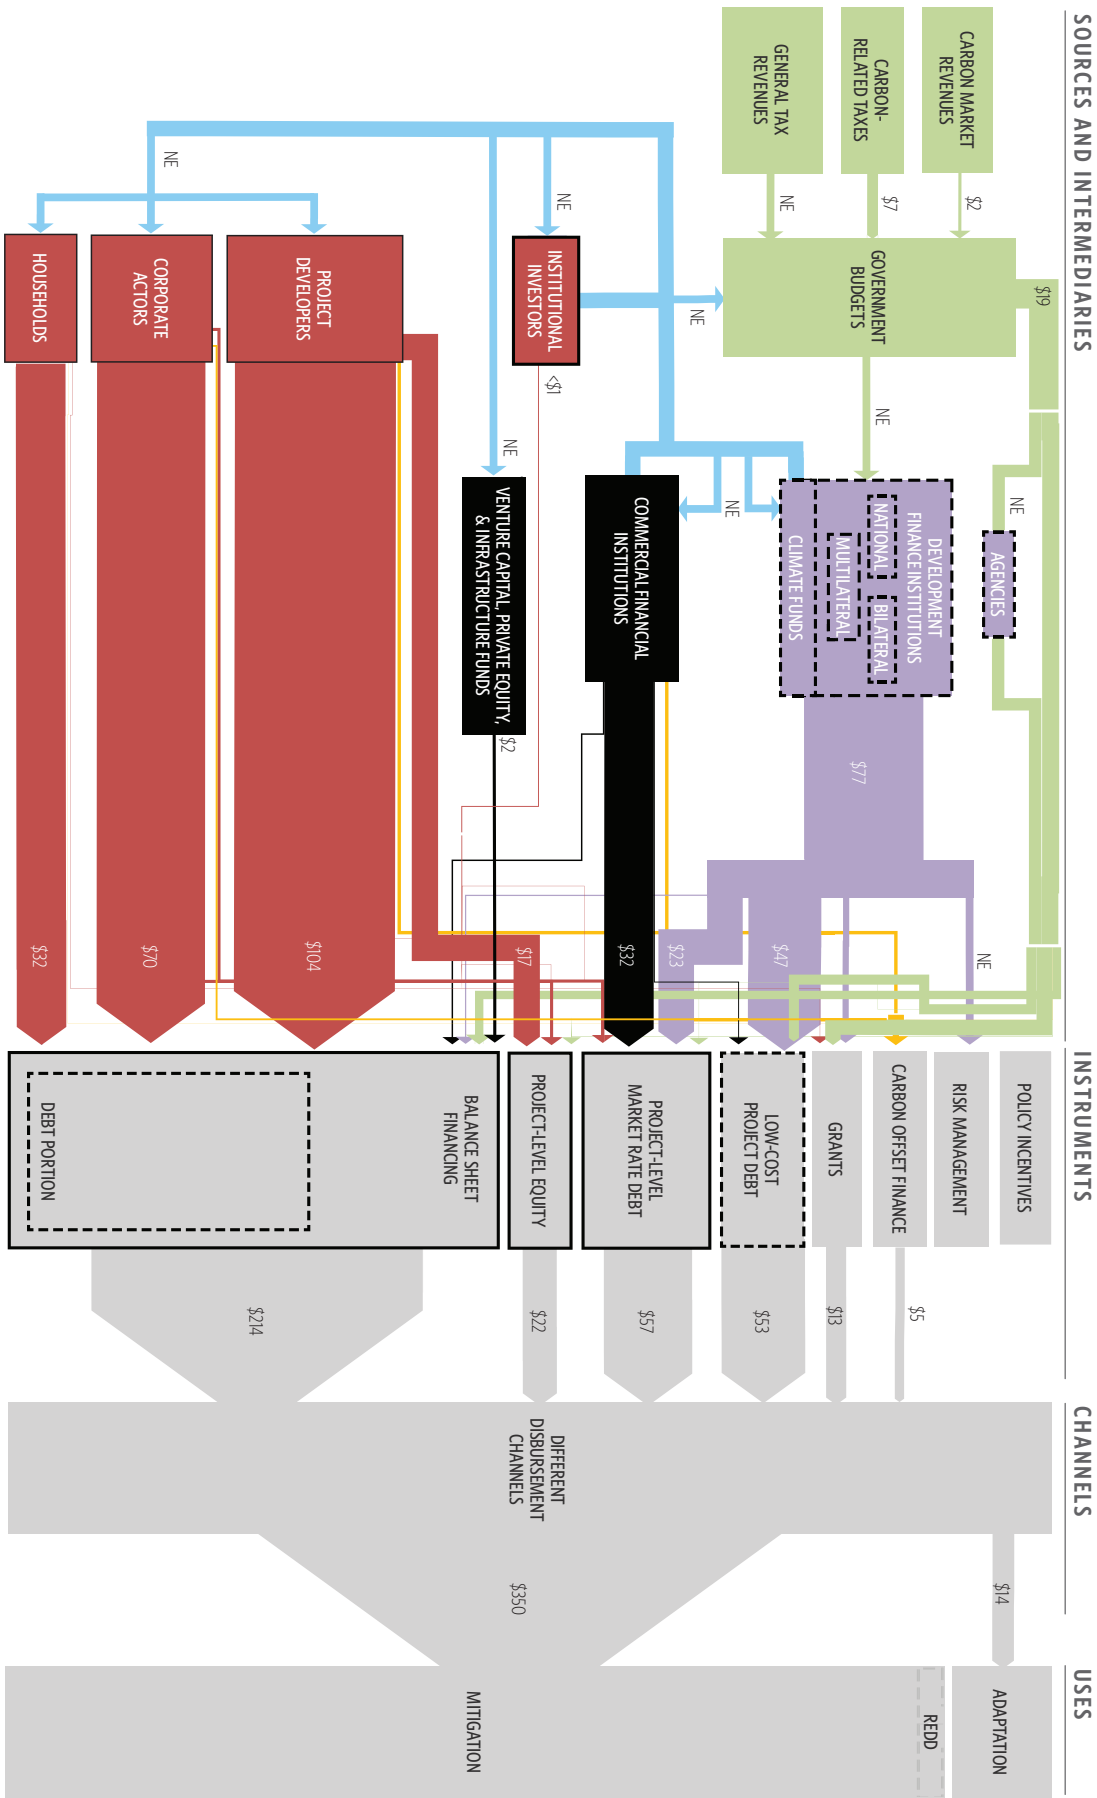 SOURCES AND INTERMEDIARIES
CARBON MARKET
REVENUES
$2
CARBON-
RELATED TAXES
$7
GENERAL TAX
REVENUES
NE
GOVERNMENT
BUDGETS
$19
NE
NE
INSTITUTIONAL
INVESTORS
NE
<$1
PROJECT
DEVELOPERS
CORPORATE
ACTORS
NE
HOUSEHOLDS
AGENCIES
NE
DEVELOPMENT
FINANCE INSTITUTIONS
NATIONAL
BILATERAL
MULTILATERAL
CLIMATE FUNDS
NE
COMMERCIAL FINANCIAL
INSTITUTIONS
NE
VENTURE CAPITAL, PRIVATE EQUITY,
& INFRASTRUCTURE FUNDS
$2
$77
NE
$47
$23
$32
$17
$104
$70
$32
INSTRUMENTS
POLICY INCENTIVES
RISK MANAGEMENT
CARBON OFFSET FINANCE
GRANTS
LOW-COST
PROJECT DEBT
PROJECT-LEVEL
MARKET RATE DEBT
PROJECT-LEVEL EQUITY
BALANCE SHEET
FINANCING
DEBT PORTION
$5
$13
$53
$57
$22
$214
CHANNELS
DIFFERENT
DISBURSEMENT
CHANNELS
$14
$350
USES
ADAPTATION
REDD
MITIGATION